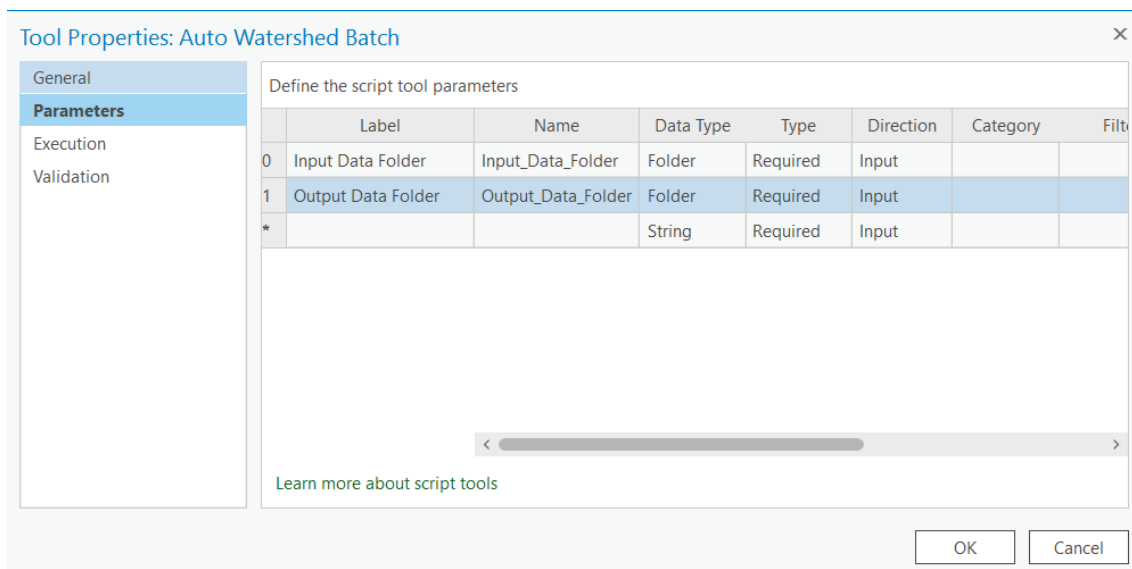 Tool Properties: Auto Watershed Batch
General
Parameters
Execution
Validation
Define the script tool parameters
Label Name Data Type Type Direction Category Filt
0 Input Data Folder Input_Data_Folder Folder Required Input
1 Output Data Folder Output_Data_Folder Folder Required Input
* String Required Input
Learn more about script tools
OK Cancel